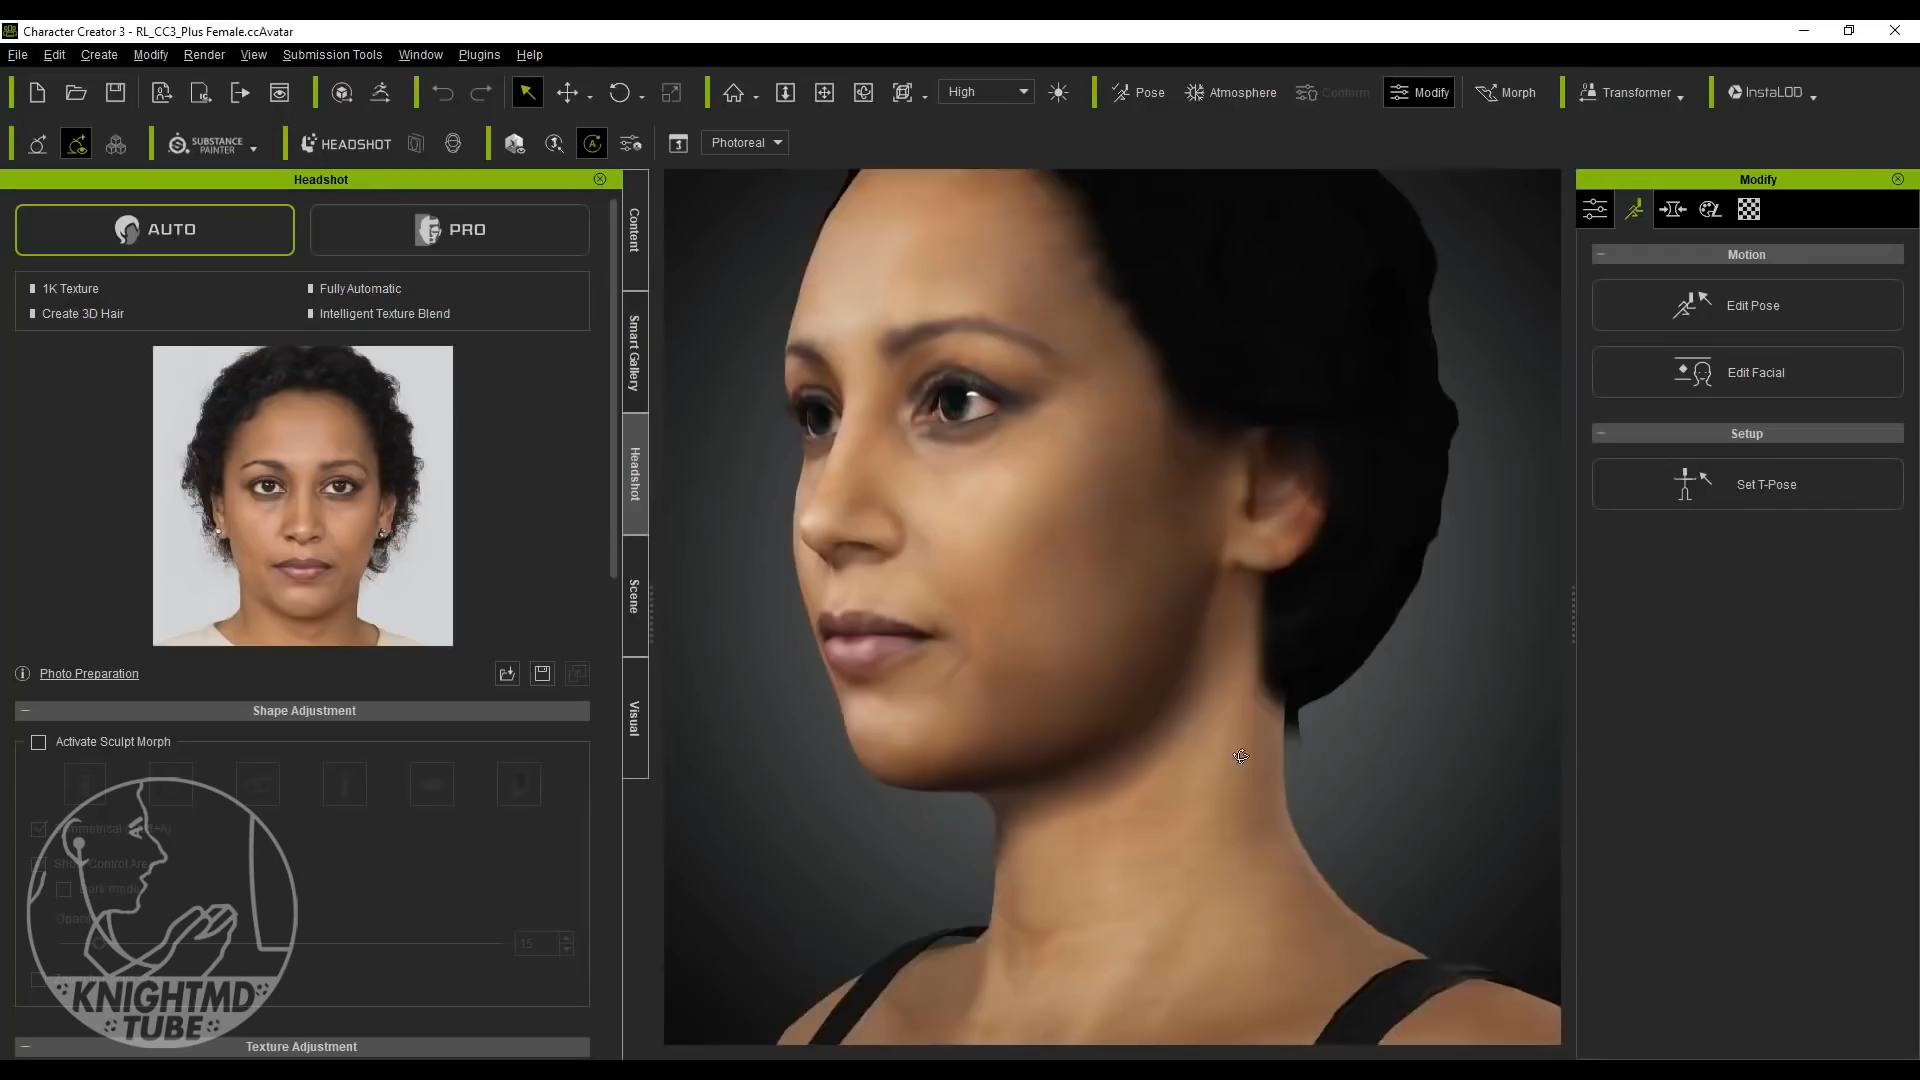 Character Creator 3 - RL_CC3_Plus Female.ccAvatar
File Edit Create Modify Render View Submission Tools Window Plugins Help
High Pose Atmosphere Conform Modify Morph Transformer InstaLOD
SUBSTANCE PAINTER HEADSHOT Photoreal
Headshot
AUTO PRO
1K Texture Fully Automatic
Create 3D Hair Intelligent Texture Blend
Photo Preparation
Shape Adjustment
Activate Sculpt Morph
15
KNIGHTMD
TUBE
Texture Adjustment
Content
Smart Gallery
Headshot
Scene
Visual
Modify
Motion
Edit Pose
Edit Facial
Setup
Set T-Pose